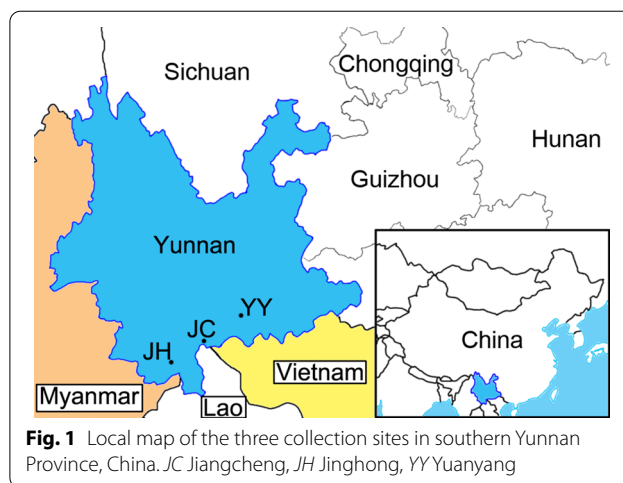 Sichuan
Chongqing
Hunan
Guizhou
Yunnan
YY
JC
JH
China
Myanmar
Vietnam
Lao
Fig. 1 Local map of the three collection sites in southern Yunnan
Province, China. JC Jiangcheng, JH Jinghong, YY Yuanyang